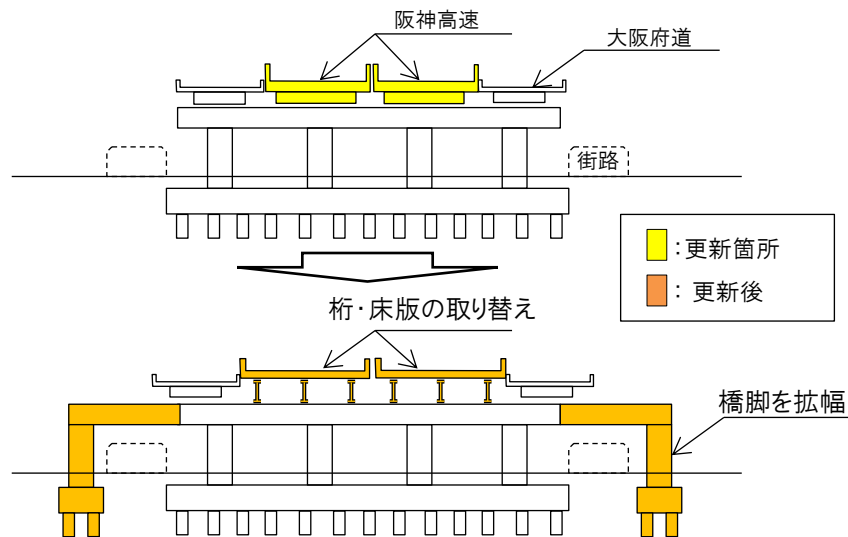 阪神高速
大阪府道
街路
:更新箇所
: 更新後
桁・床版の取り替え
橋脚を拡幅